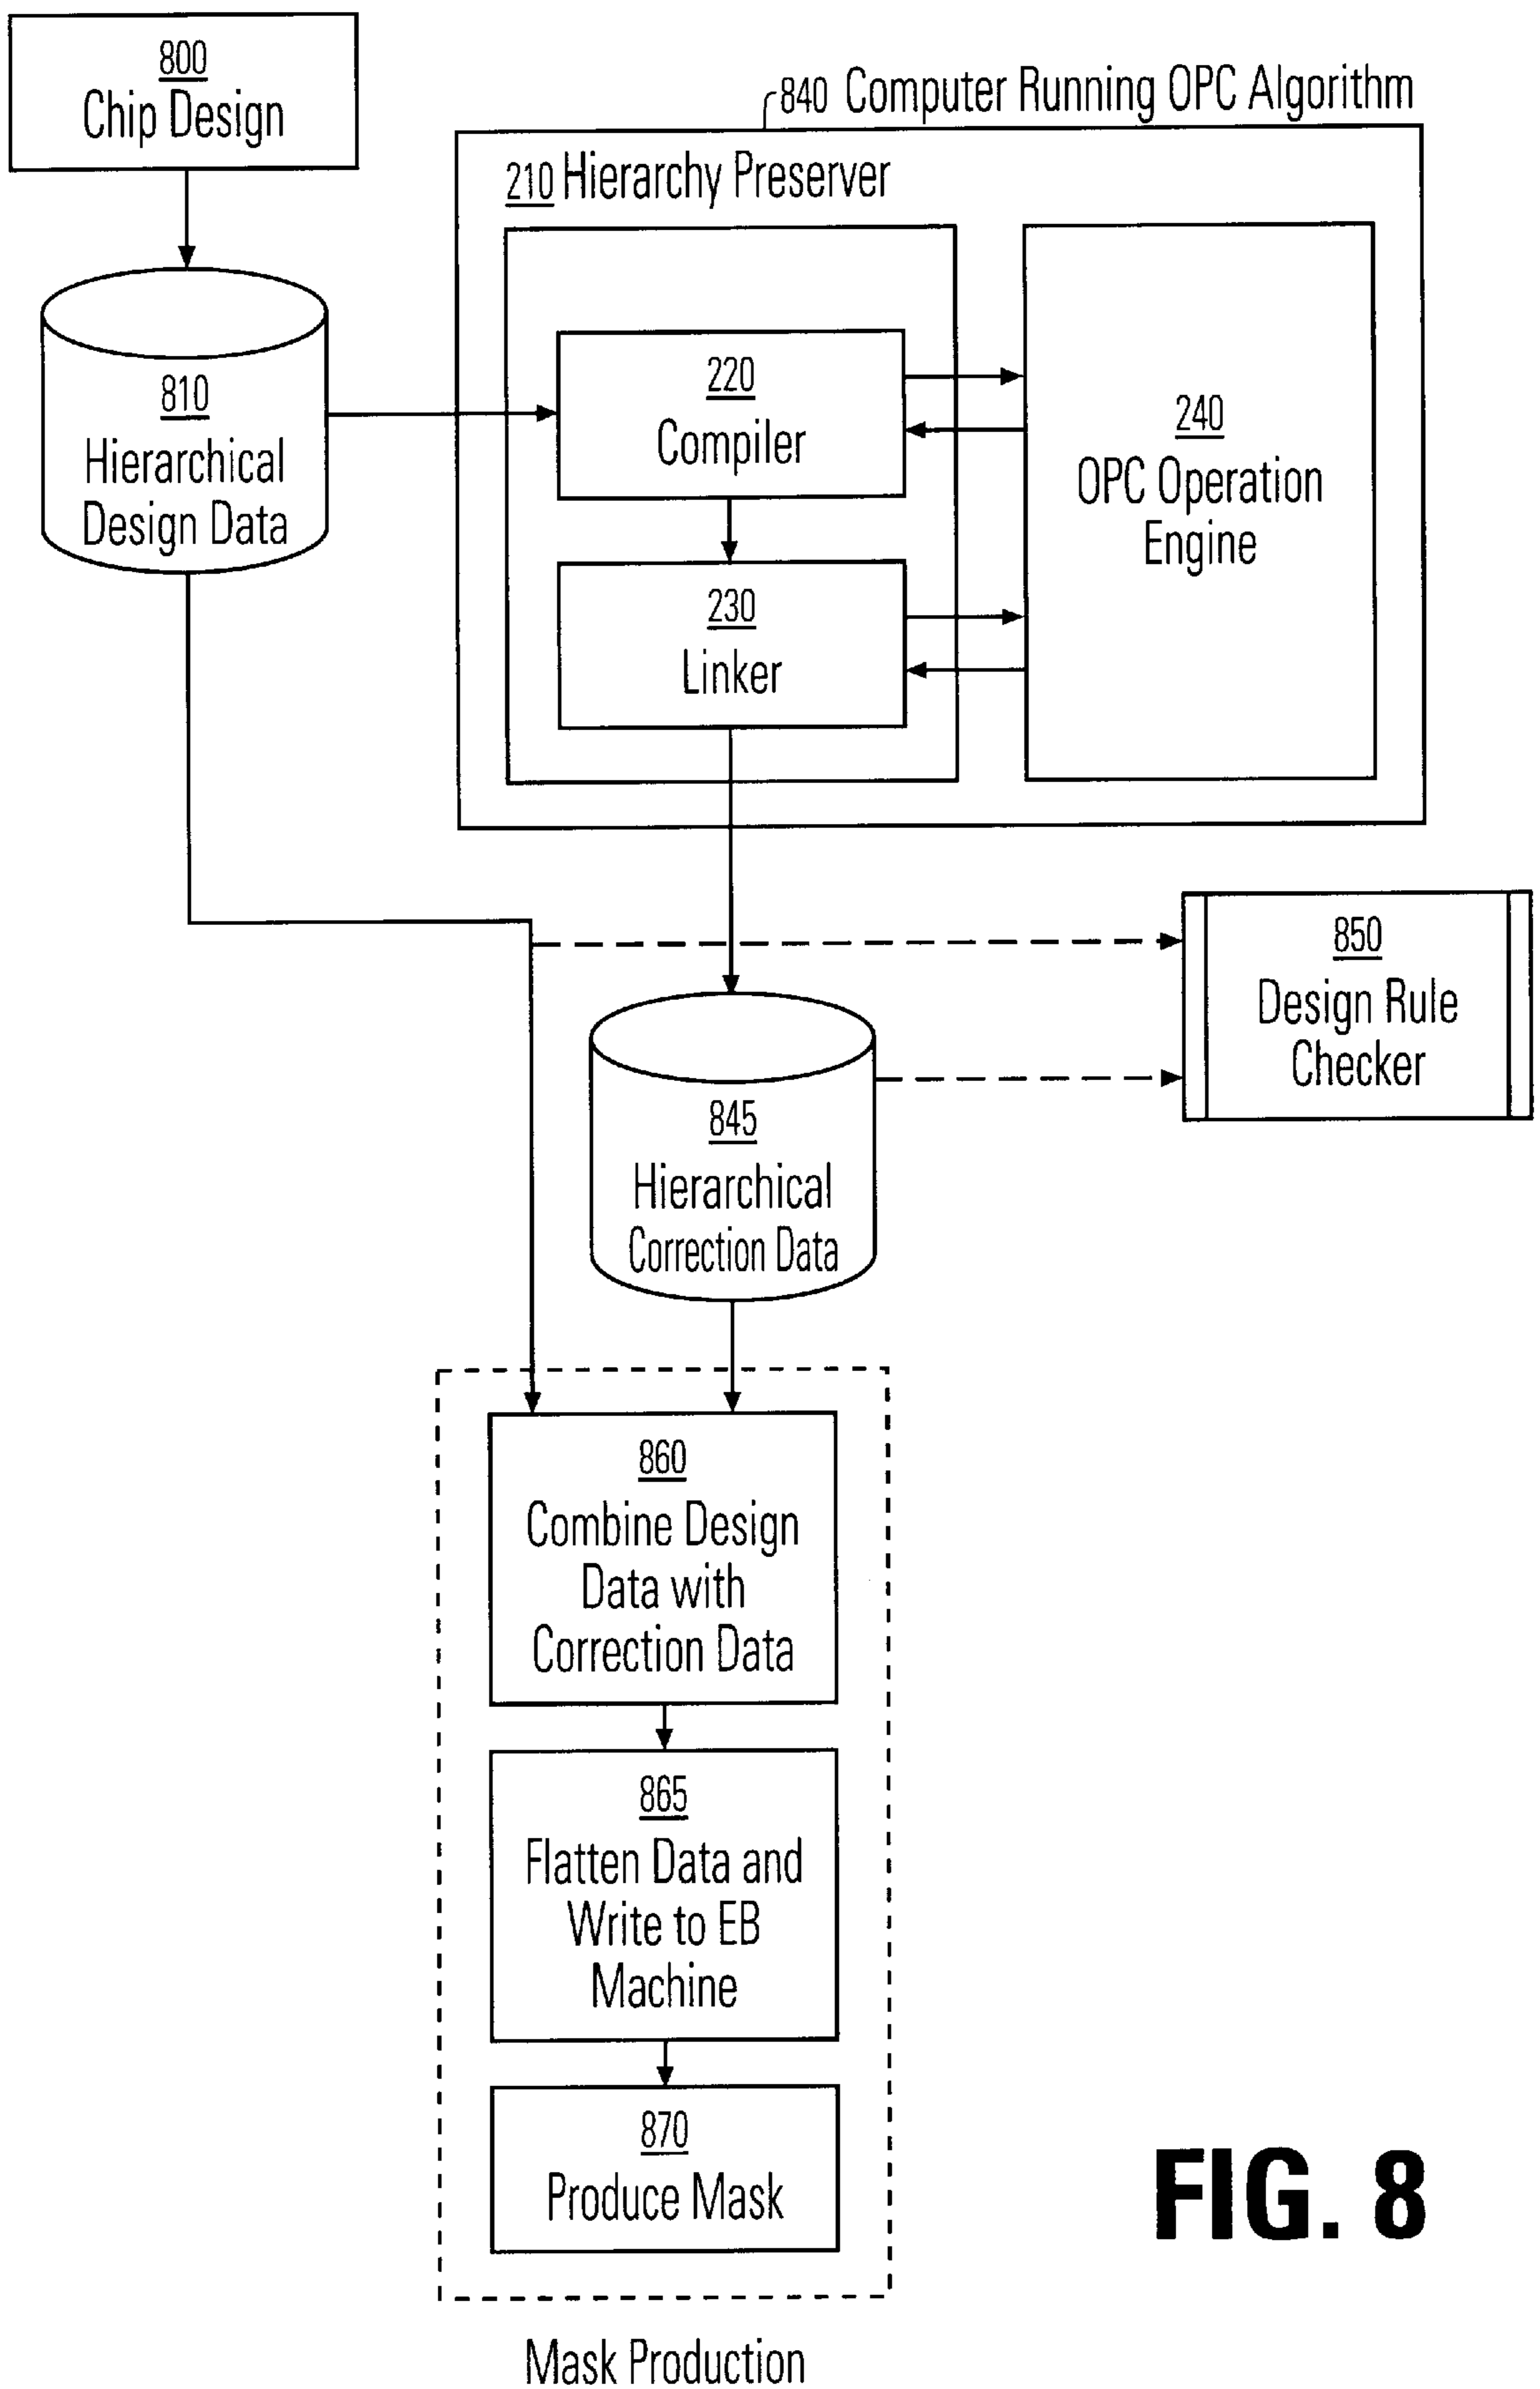 800
Chip Design
840 Computer Running OPC Algorithm
210 Hierarchy Preserver
810
Hierarchical
Design Data
220
Compiler
240
OPC Operation
Engine
230
Linker
850
Design Rule
Checker
845
Hierarchical
Correction Data
860
Combine Design
Data with
Correction Data
865
Flatten Data and
Write to EB
Machine
870
Produce Mask
FIG. 8
Mask Production